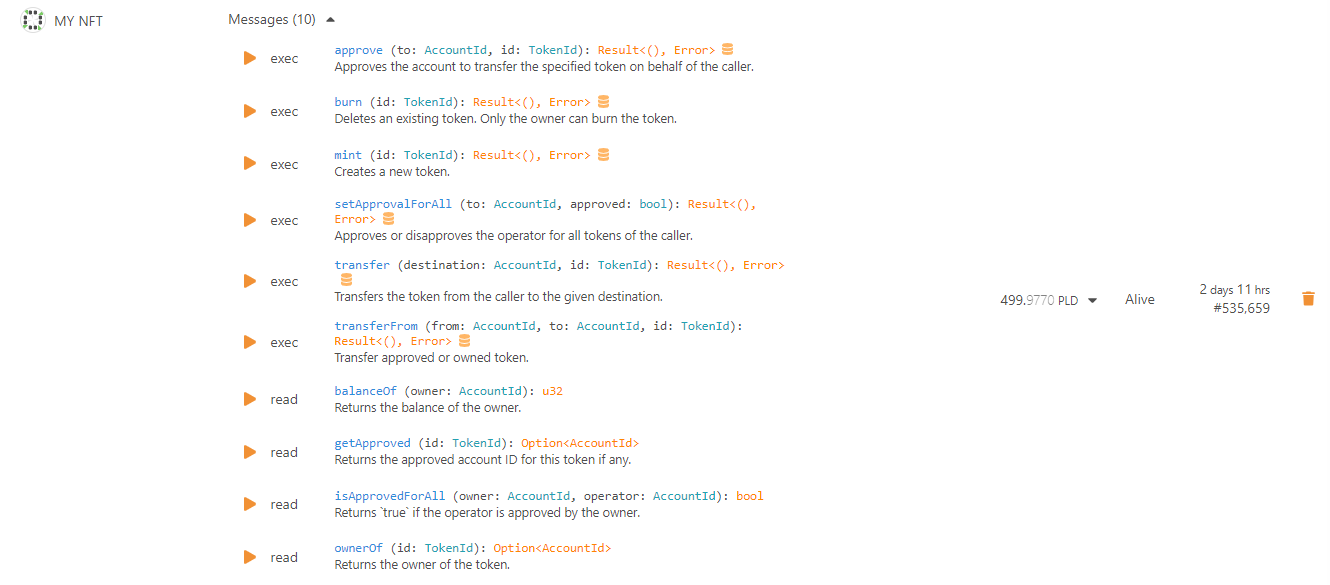 MY NFT
Messages (10)
exec
approve (to: AccountId, id: TokenId): Result<(), Error>
Approves the account to transfer the specified token on behalf of the caller.
exec
burn (id: TokenId): Result<(), Error>
Deletes an existing token. Only the owner can burn the token.
exec
mint (id: TokenId): Result<(), Error>
Creates a new token.
exec
setApprovalForAll (to: AccountId, approved: bool): Result<(),
Error>
Approves or disapproves the operator for all tokens of the caller.
exec
transfer (destination: AccountId, id: TokenId): Result<(), Error>
Transfers the token from the caller to the given destination.
499.9770 PLD
Alive
2 days 11 hrs
#535,659
exec
transferFrom (from: AccountId, to: AccountId, id: TokenId):
Result<(), Error>
Transfer approved or owned token.
read
balanceOf (owner: AccountId): u32
Returns the balance of the owner.
read
getApproved (id: TokenId): Option<AccountId>
Returns the approved account ID for this token if any.
read
isApprovedForAll (owner: AccountId, operator: AccountId): bool
Returns `true` if the operator is approved by the owner.
read
ownerOf (id: TokenId): Option<AccountId>
Returns the owner of the token.